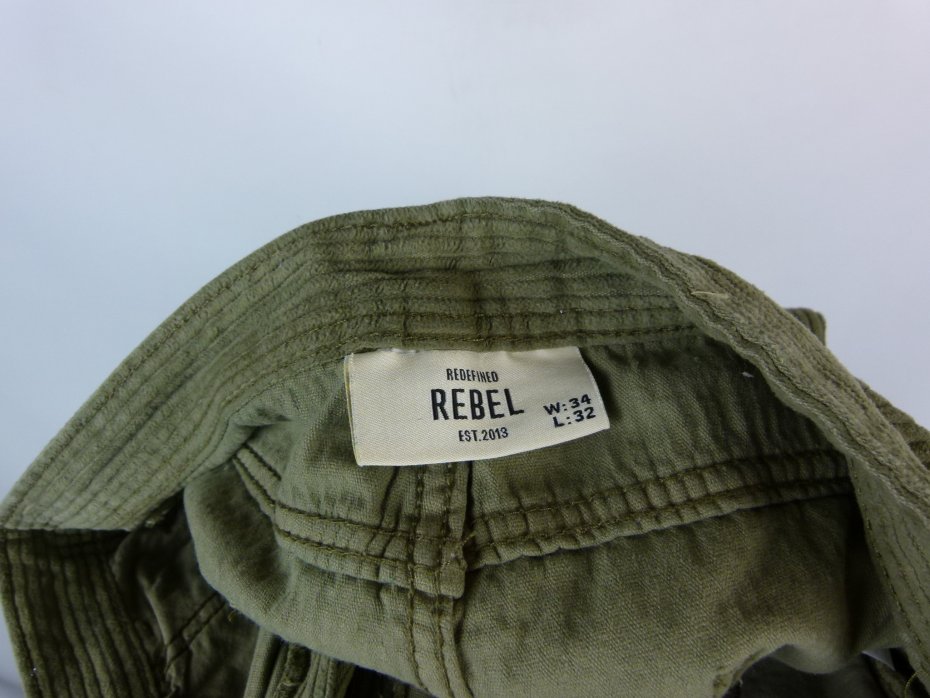 REDEFINED
REBEL
EST.2013
W:34
L:32